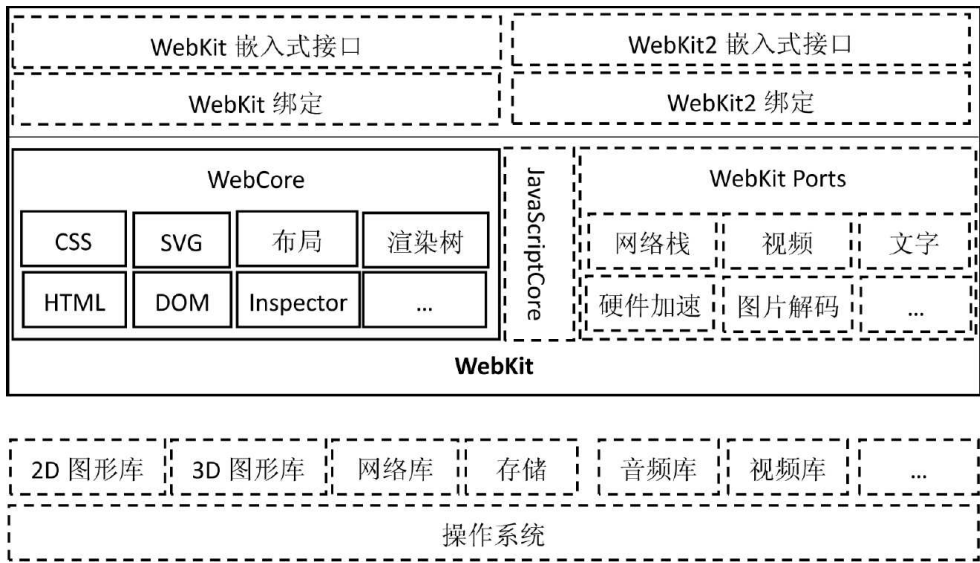 WebKit 嵌入式接口
WebKit2 嵌入式接口
WebKit 绑定
WebKit2 绑定
WebCore
CSS
SVG
布局
渲染树
HTML
DOM
Inspector
...
JavaScriptCore
WebKit Ports
网络栈
视频
文字
硬件加速
图片解码
...
WebKit
2D 图形库
3D 图形库
网络库
存储
音频库
视频库
...
操作系统